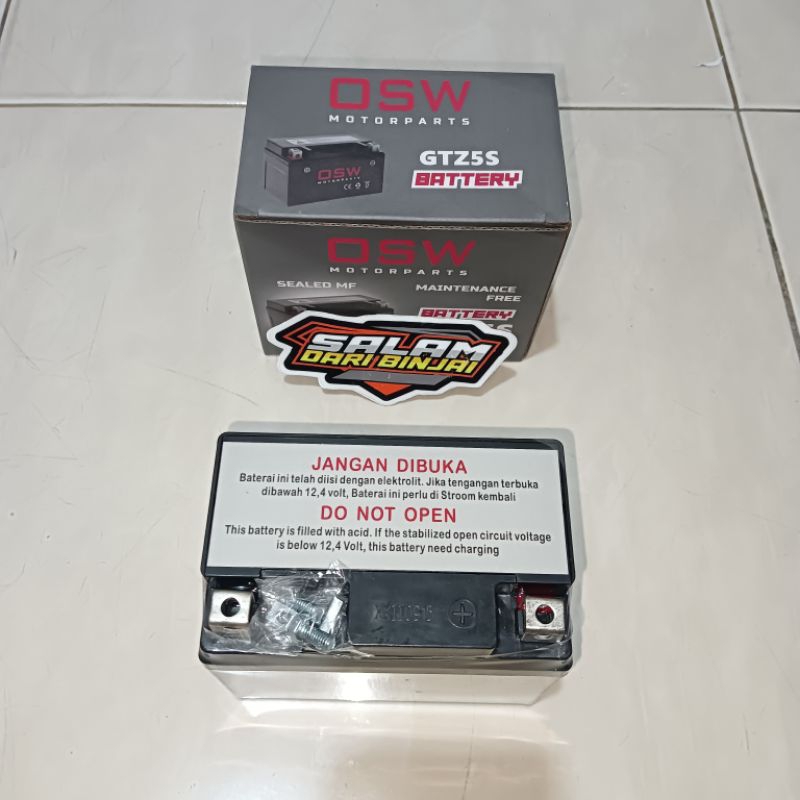 OSW
MOTORPARTS
GTZ5S
OSW
BATTERY
OSW
MOTORPARTS
SEALED MF
MAINTENANCE
FREE
BATTERY
SALAM
DARI BINJAI
JANGAN DIBUKA
Baterai ini telah diisi dengan elektrolit. Jika tengangan terbuka
dibawah 12,4 volt, Baterai ini perlu di Stroom kembali
DO NOT OPEN
This battery is filled with acid. If the stabilized open circuit voltage
is below 12,4 Volt, this battery need charging